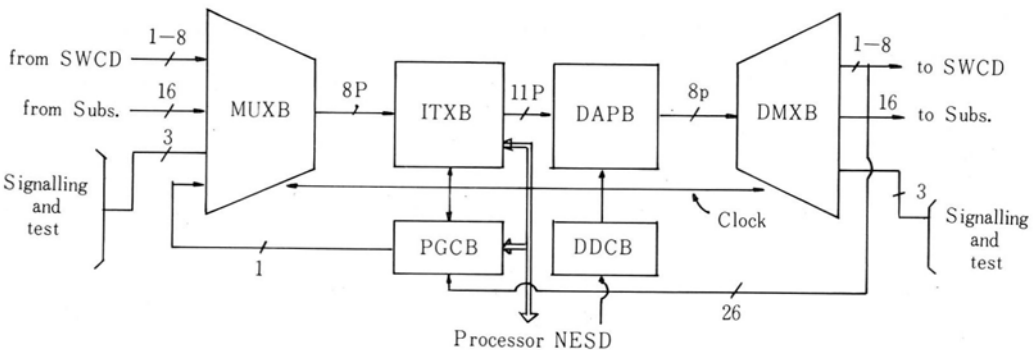 from SWCD
1-8
from Subs.
16
3
Signalling
and
test
MUXB
8P
ITXB
11P
DAPB
8p
DMXB
1-8
to SWCD
16
to Subs.
3
Signalling
and
test
Clock
1
PGCB
DDCB
26
Processor NESD